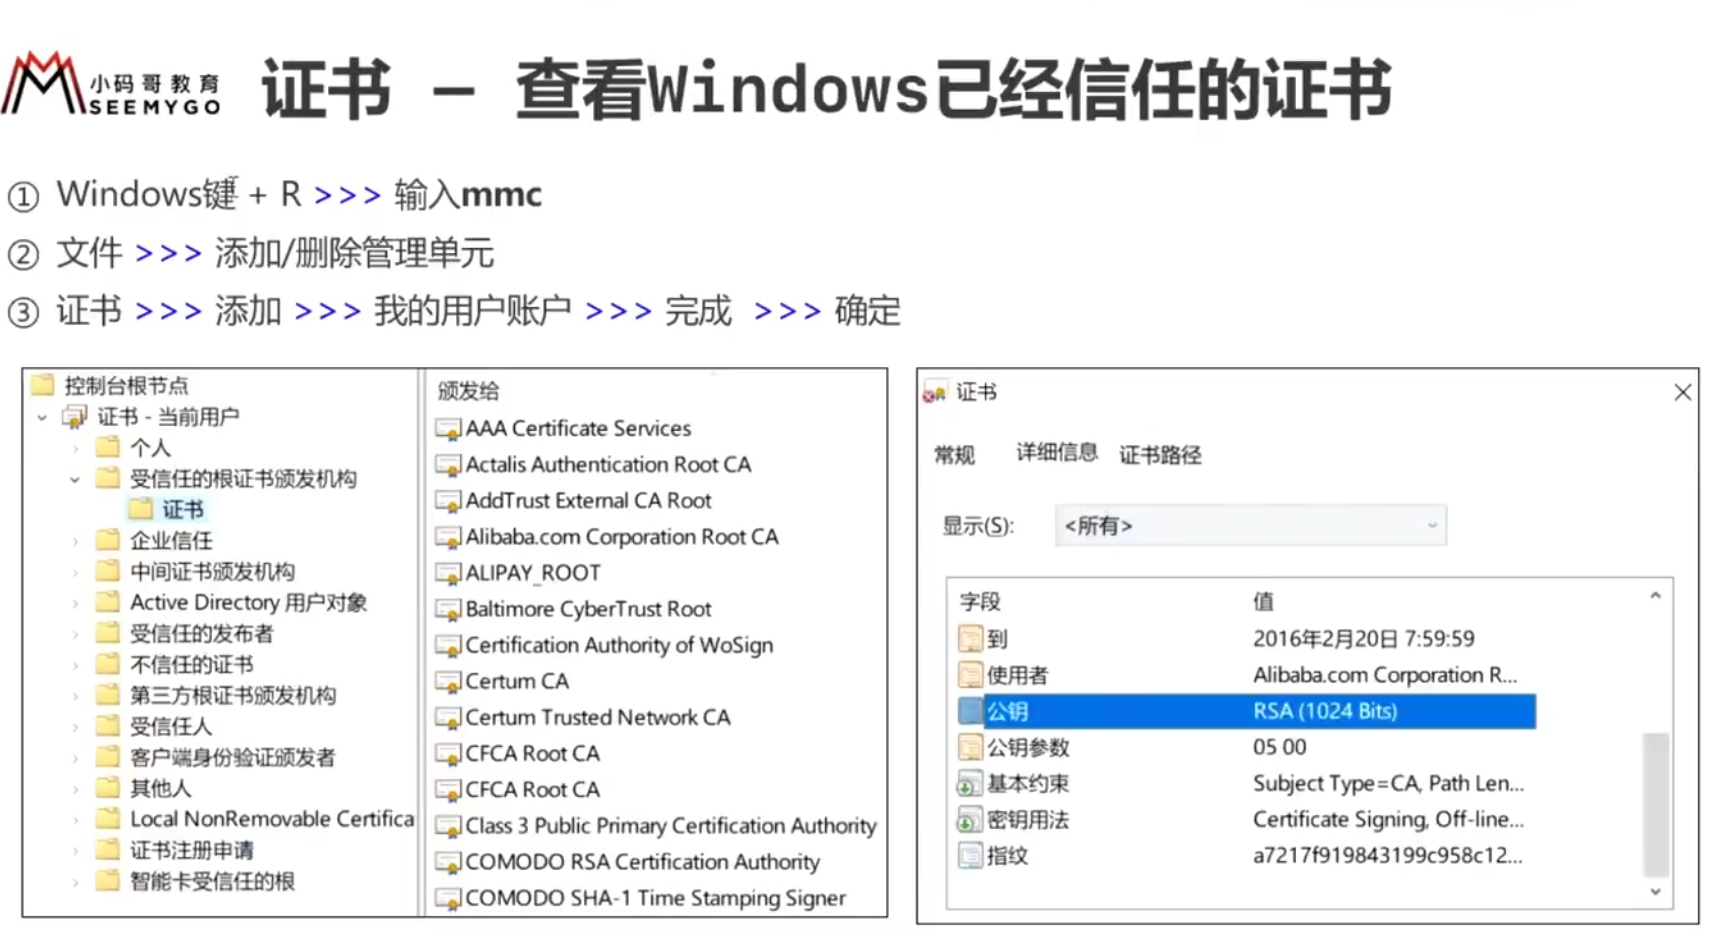 小码哥教育
SEEMYGO
证书 – 查看Windows已经信任的证书
① Windows键 + R >>> 输入mmc
② 文件 >>> 添加/删除管理单元
③ 证书 >>> 添加 >>> 我的用户账户 >>> 完成 >>> 确定
控制台根节点
证书 - 当前用户
个人
受信任的根证书颁发机构
证书
企业信任
中间证书颁发机构
Active Directory 用户对象
受信任的发布者
不信任的证书
第三方根证书颁发机构
受信任人
客户端身份验证颁发者
其他人
Local NonRemovable Certifica
证书注册申请
智能卡受信任的根
颁发给
AAA Certificate Services
Actalis Authentication Root CA
AddTrust External CA Root
Alibaba.com Corporation Root CA
ALIPAY_ROOT
Baltimore CyberTrust Root
Certification Authority of WoSign
Certum CA
Certum Trusted Network CA
CFCA Root CA
CFCA Root CA
Class 3 Public Primary Certification Authority
COMODO RSA Certification Authority
COMODO SHA-1 Time Stamping Signer
证书
常规 详细信息 证书路径
显示(S): <所有>
字段 值
到 2016年2月20日 7:59:59
使用者 Alibaba.com Corporation R...
公钥 RSA (1024 Bits)
公钥参数 05 00
基本约束 Subject Type=CA, Path Len...
密钥用法 Certificate Signing, Off-line...
指纹 a7217f919843199c958c12...